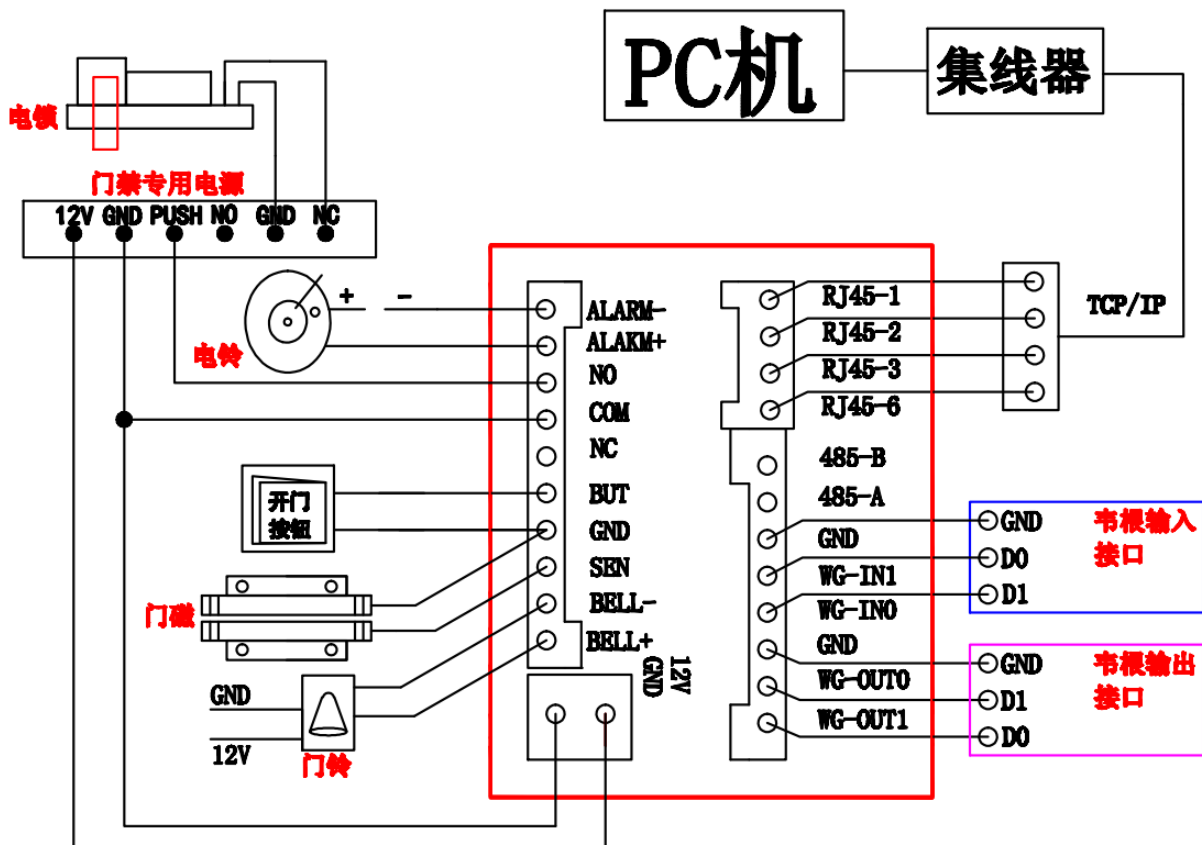 PC机
集线器
电锁
门禁专用电源
12V GND PUSH NO GND NC
+ -
电铃
ALARM-
ALAKM+
NO
COM
NC
BUT
GND
SEN
BELL-
BELL+
开门
按钮
门磁
GND
12V
门铃
12V
GND
RJ45-1
RJ45-2
RJ45-3
RJ45-6
TCP/IP
485-B
485-A
GND
WG-IN1
WG-IN0
GND
WG-OUT0
WG-OUT1
GND
D0
D1
韦根输入
接口
GND
D1
D0
韦根输出
接口